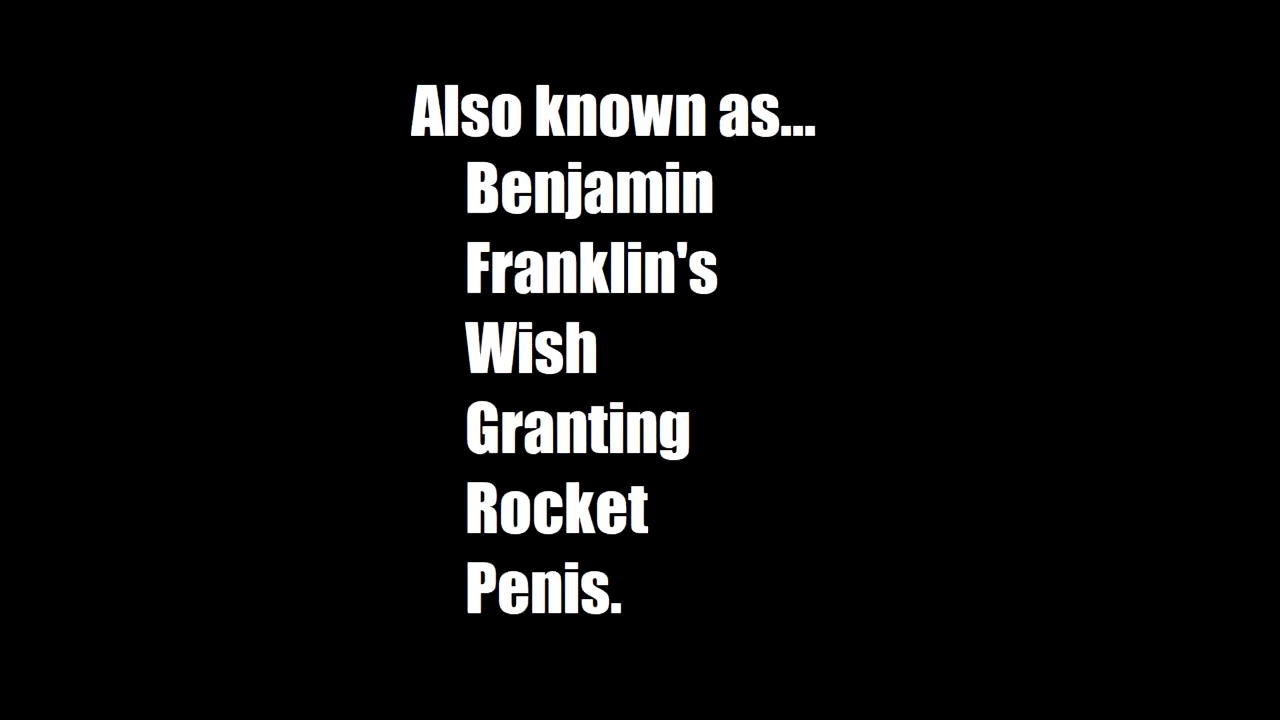 Also known as...
Benjamin
Franklin's
Wish
Granting
Rocket
Penis.